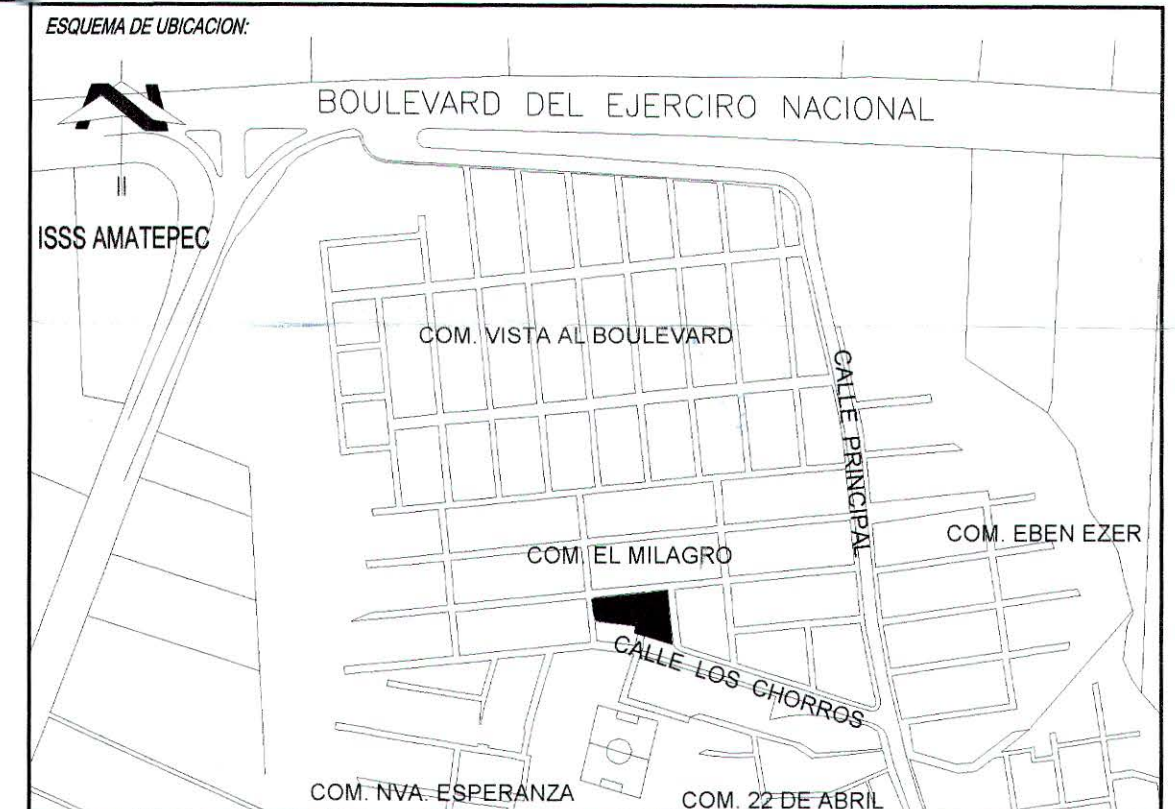 ESQUEMA DE UBICACION:
BOULEVARD DEL EJERCIRO NACIONAL
ISSS AMATEPEC
COM. VISTA AL BOULEVARD
CALLE PRINCIPAL
COM. EBEN EZER
COM. EL MILAGRO
CALLE LOS CHORROS
COM. NVA. ESPERANZA
COM. 22 DE ABRIL